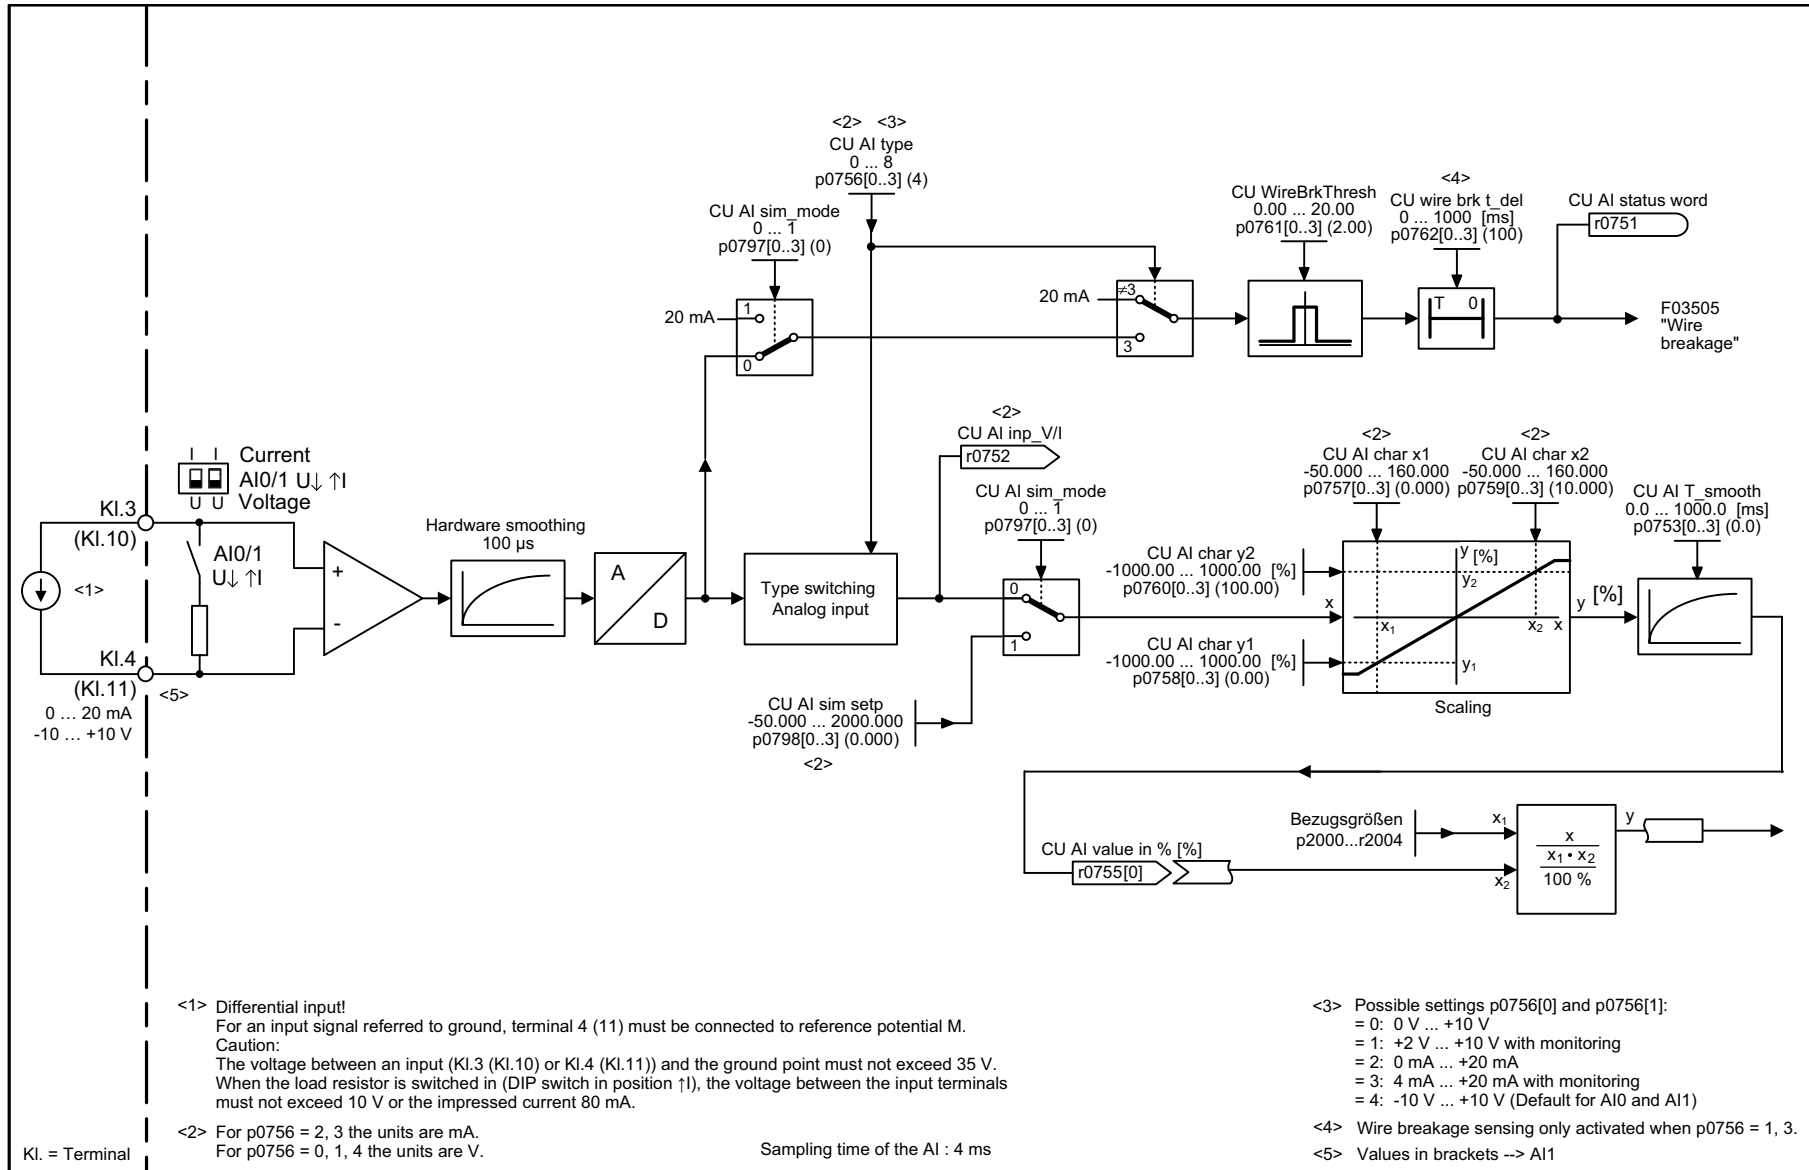 <2> <3>
CU AI type
0 ... 8
p0756[0..3] (4)
CU AI sim_mode
0 ... 1
p0797[0..3] (0)
20 mA
1
0
20 mA
≠3
3
CU WireBrkThresh
0.00 ... 20.00
p0761[0..3] (2.00)
<4>
CU wire brk t_del
0 ... 1000 [ms]
p0762[0..3] (100)
T 0
CU AI status word
r0751
F03505
"Wire
breakage"
I I
Current
AI0/1 U↓ ↑I
U U
Voltage
Kl.3
(Kl.10)
<1>
AI0/1
U↓ ↑I
Kl.4
(Kl.11)
<5>
0 ... 20 mA
-10 ... +10 V
+
-
Hardware smoothing
100 µs
A
D
Type switching
Analog input
<2>
CU AI inp_V/I
r0752
CU AI sim_mode
0 ... 1
p0797[0..3] (0)
0
1
CU AI sim setp
-50.000 ... 2000.000
p0798[0..3] (0.000)
<2>
CU AI char y2
-1000.00 ... 1000.00 [%]
p0760[0..3] (100.00)
x
CU AI char y1
-1000.00 ... 1000.00 [%]
p0758[0..3] (0.00)
<2>
CU AI char x1
-50.000 ... 160.000
p0757[0..3] (0.000)
<2>
CU AI char x2
-50.000 ... 160.000
p0759[0..3] (10.000)
y [%]
y2
x1
x2 x
y1
Scaling
y [%]
CU AI T_smooth
0.0 ... 1000.0 [ms]
p0753[0..3] (0.0)
CU AI value in % [%]
r0755[0]
Bezugsgrößen
p2000...r2004
x1
x2
x
x1 • x2
100 %
y
<1> Differential input!
For an input signal referred to ground, terminal 4 (11) must be connected to reference potential M.
Caution:
The voltage between an input (Kl.3 (Kl.10) or Kl.4 (Kl.11)) and the ground point must not exceed 35 V.
When the load resistor is switched in (DIP switch in position ↑I), the voltage between the input terminals
must not exceed 10 V or the impressed current 80 mA.
<2> For p0756 = 2, 3 the units are mA.
For p0756 = 0, 1, 4 the units are V.
Sampling time of the AI : 4 ms
<3> Possible settings p0756[0] and p0756[1]:
= 0: 0 V ... +10 V
= 1: +2 V ... +10 V with monitoring
= 2: 0 mA ... +20 mA
= 3: 4 mA ... +20 mA with monitoring
= 4: -10 V ... +10 V (Default for AI0 and AI1)
<4> Wire breakage sensing only activated when p0756 = 1, 3.
<5> Values in brackets --> AI1
Kl. = Terminal